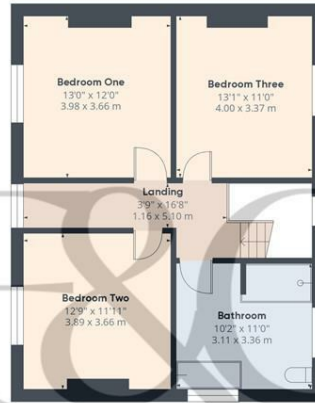 Bedroom One
13'0" x 12'0"
3.98 x 3.66 m
Bedroom Three
13'1" x 11'0"
4.00 x 3.37 m
Landing
3'9" x 16'8"
1.16 x 5.10 m
Bedroom Two
12'9" x 11'11"
3.89 x 3.66 m
Bathroom
10'2" x 11'0"
3.11 x 3.36 m